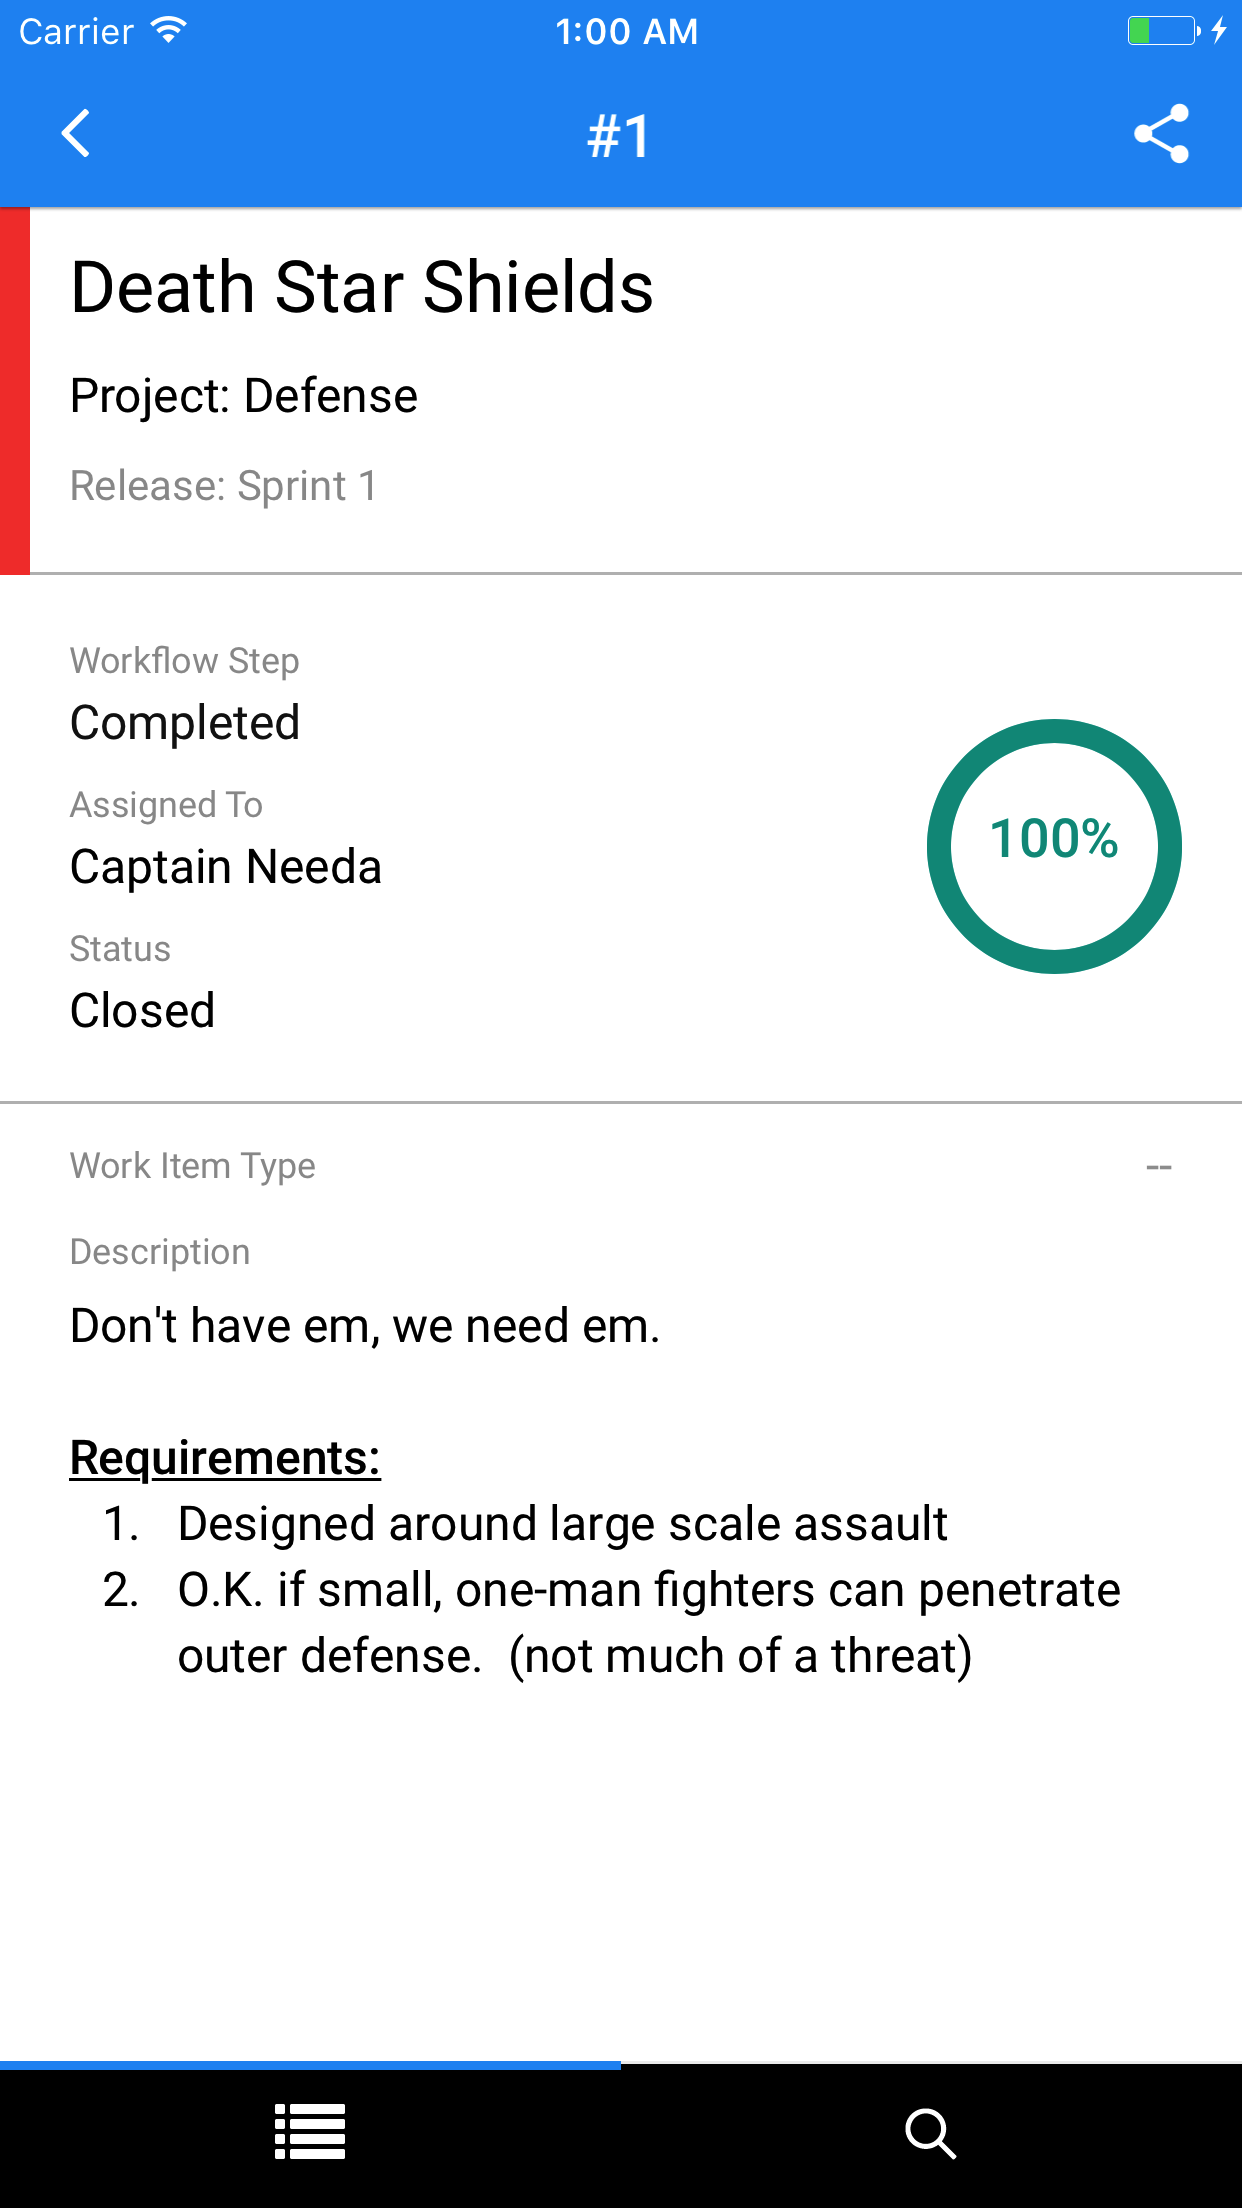 Carrier 1:00 AM
#1
Death Star Shields
Project: Defense
Release: Sprint 1
Workflow Step
Completed
Assigned To
Captain Needa
Status
Closed
100%
Work Item Type --
Description
Don't have em, we need em.
Requirements:
1. Designed around large scale assault
2. O.K. if small, one-man fighters can penetrate
outer defense.  (not much of a threat)